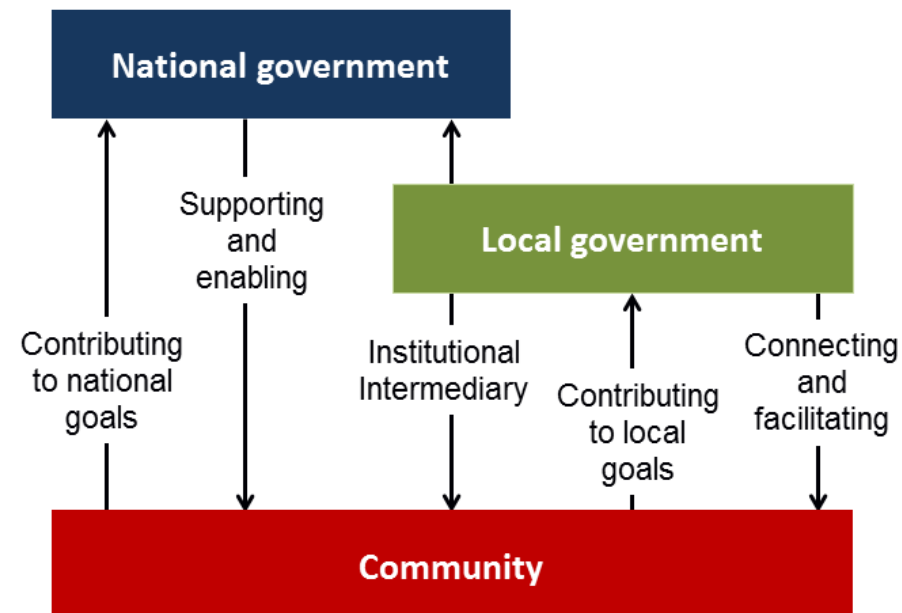 National government
Supporting
and
enabling
Local government
Contributing
to national
goals
Institutional
Intermediary
Contributing
to local
goals
Connecting
and
facilitating
Community